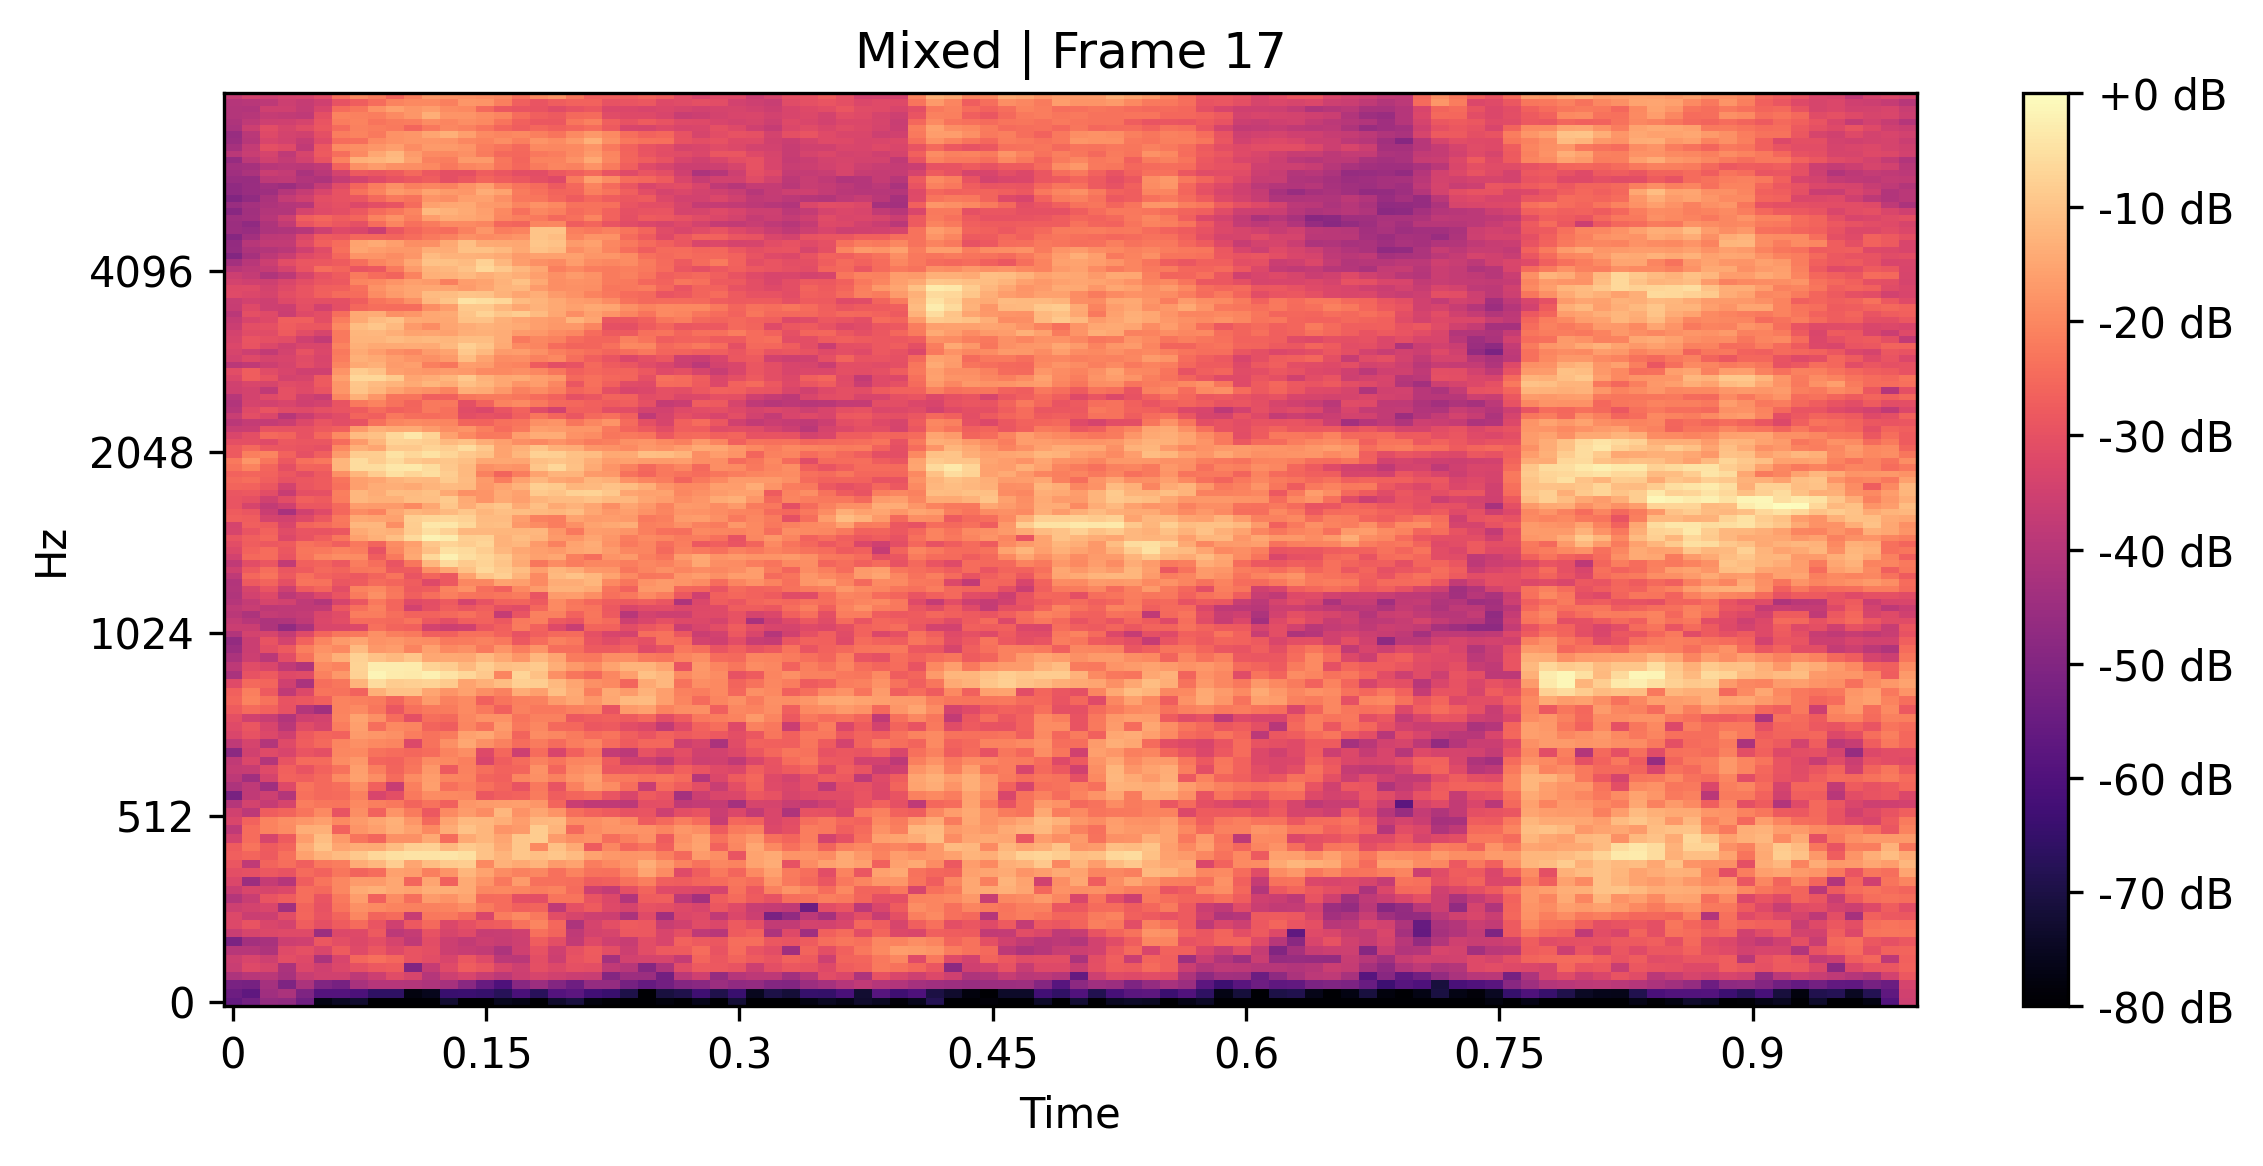 Mixed | Frame 17
Hz
4096
2048
1024
512
0
0 0.15 0.3 0.45 0.6 0.75 0.9
Time
+0 dB
-10 dB
-20 dB
-30 dB
-40 dB
-50 dB
-60 dB
-70 dB
-80 dB